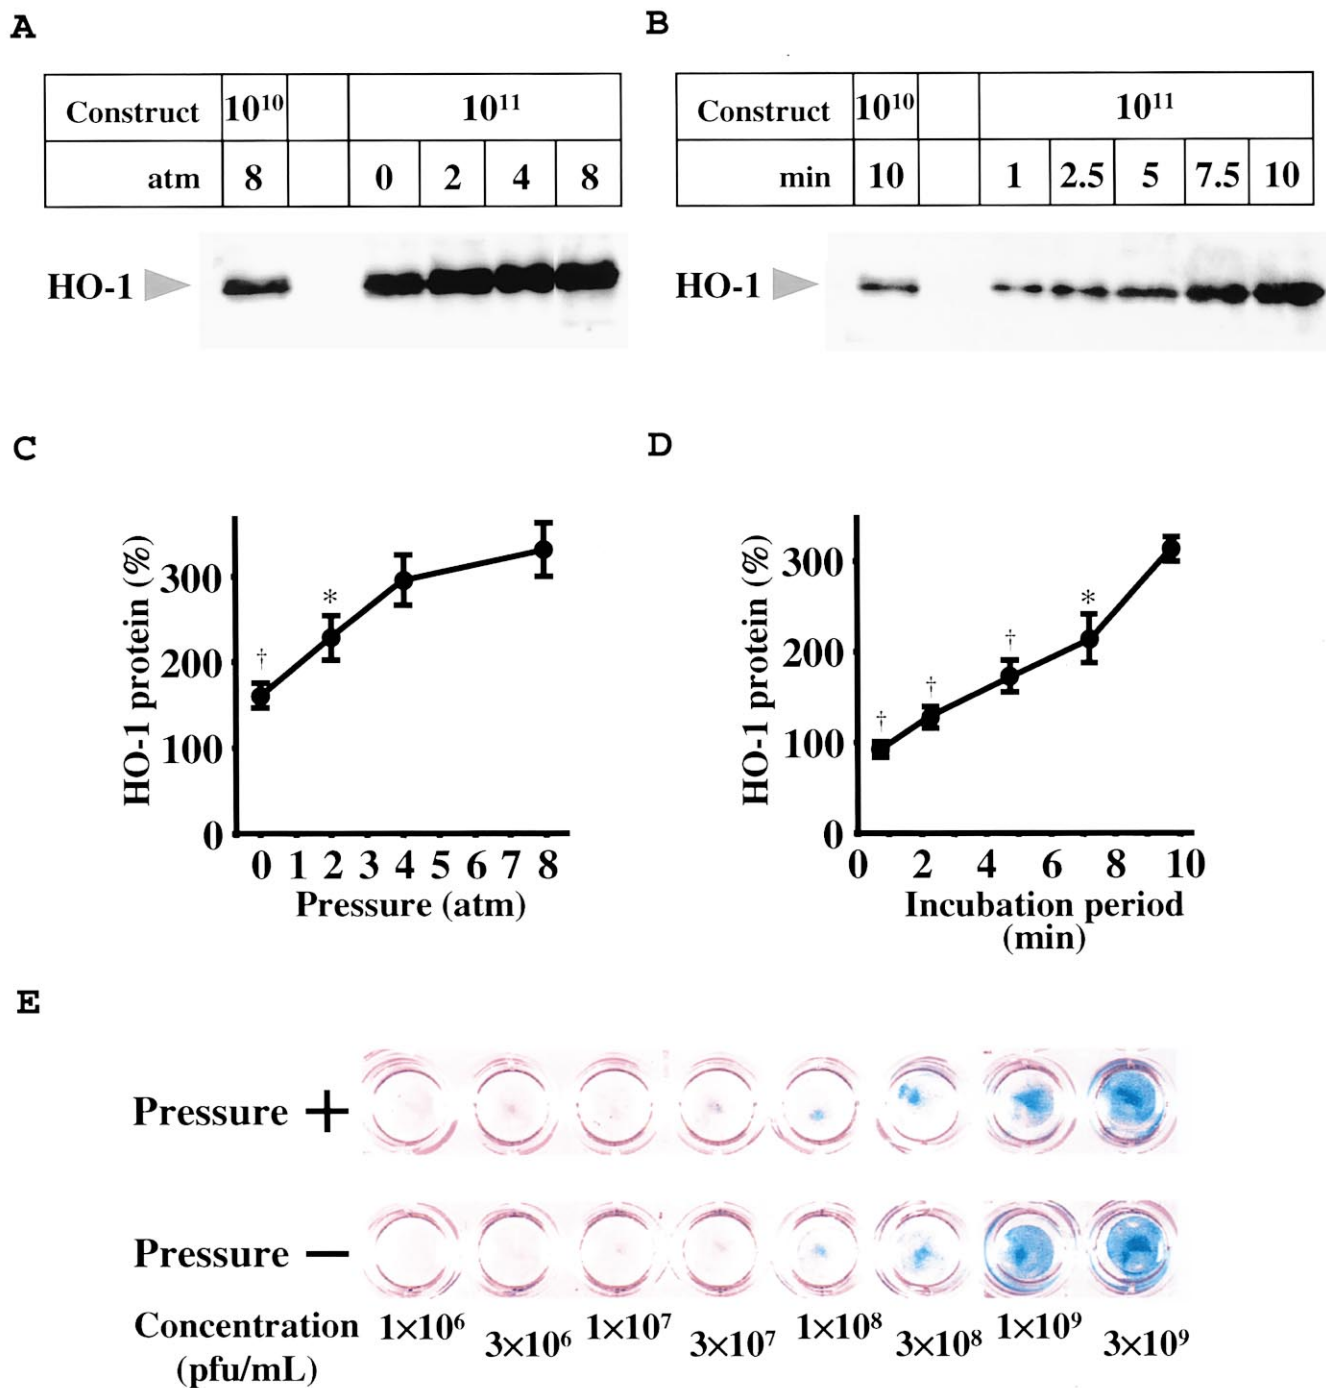 A
Construct 10¹⁰ 10¹¹
atm 8 0 2 4 8
HO-1
B
Construct 10¹⁰ 10¹¹
min 10 1 2.5 5 7.5 10
HO-1
C
HO-1 protein (%)
300
200
100
0
†
*
0 1 2 3 4 5 6 7 8
Pressure (atm)
D
HO-1 protein (%)
300
200
100
0
†
†
†
*
0 2 4 6 8 10
Incubation period
(min)
E
Pressure +
Pressure −
Concentration
(pfu/mL)
1×10⁶ 3×10⁶ 1×10⁷ 3×10⁷ 1×10⁸ 3×10⁸ 1×10⁹ 3×10⁹